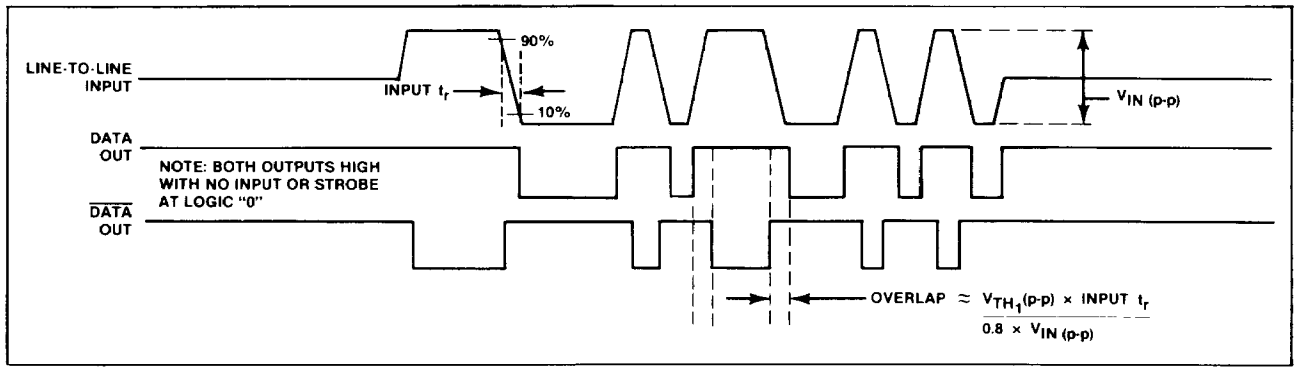 90%
LINE-TO-LINE
INPUT
INPUT tr
10%
VIN (p-p)
DATA
OUT
NOTE: BOTH OUTPUTS HIGH
WITH NO INPUT OR STROBE
AT LOGIC “0”
DATA
OUT
OVERLAP ≈ VTH1(p-p) × INPUT tr
0.8 × VIN (p-p)